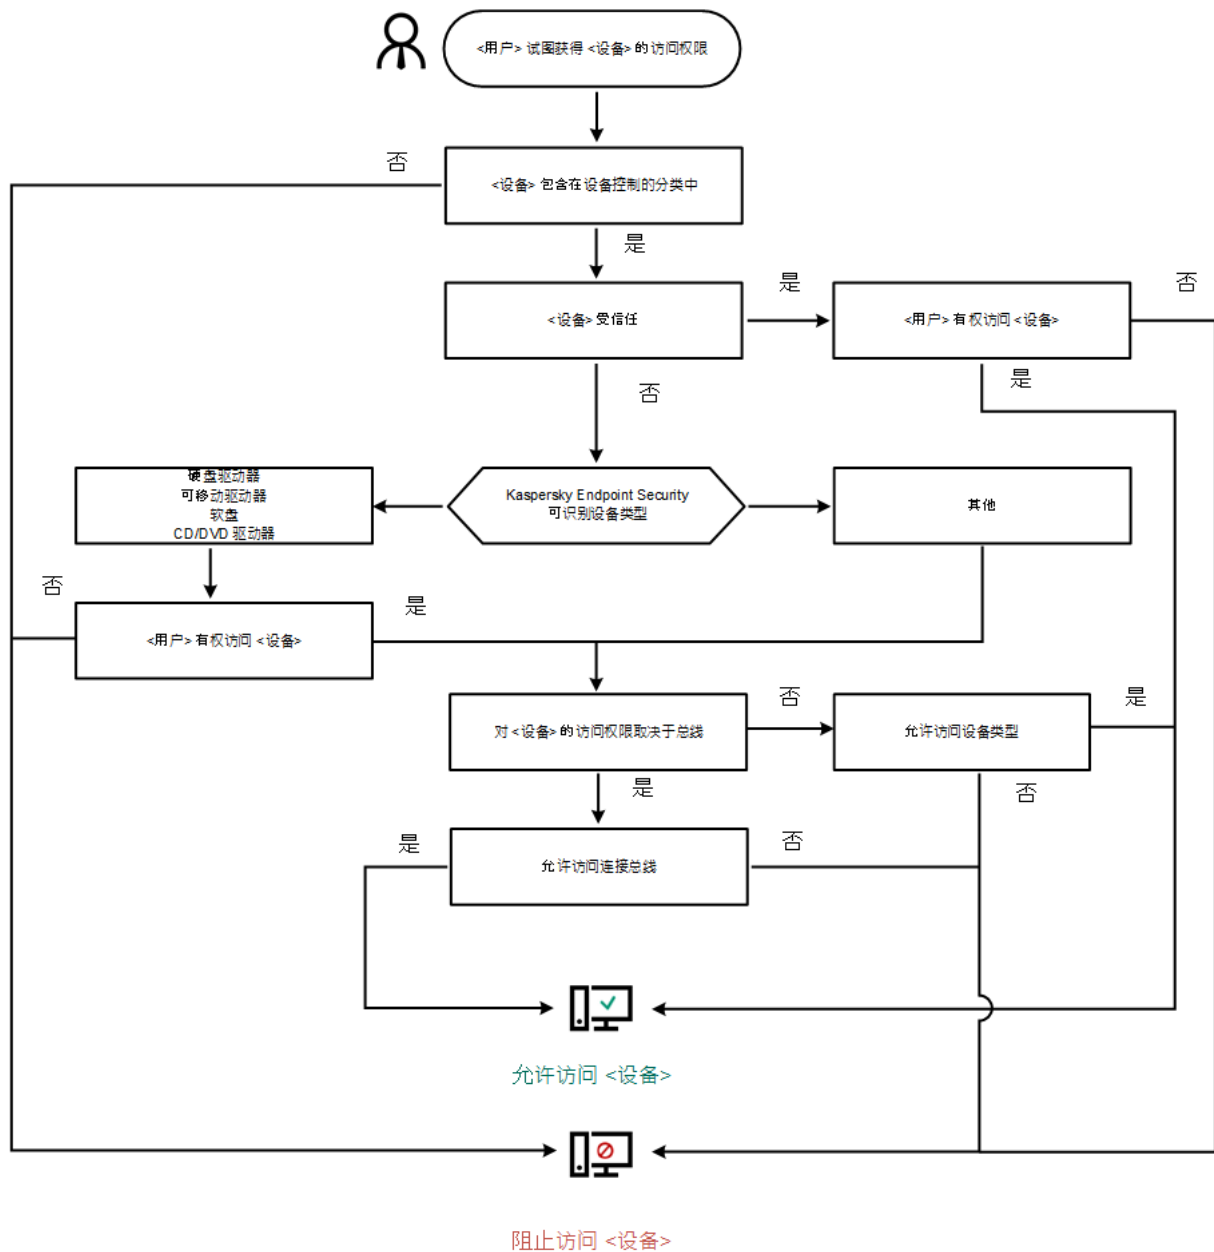 <用户> 试图获得 <设备> 的访问权限
否
<设备> 包含在设备控制的分类中
是
是
否
<设备> 受信任
<用户> 有权访问 <设备>
是
否
硬盘驱动器
可移动驱动器
软盘
CD/DVD 驱动器
Kaspersky Endpoint Security
可识别设备类型
其他
否
是
<用户> 有权访问 <设备>
否
是
对 <设备> 的访问权限取决于总线
允许访问设备类型
是
否
是
否
允许访问连接总线
允许访问 <设备>
阻止访问 <设备>